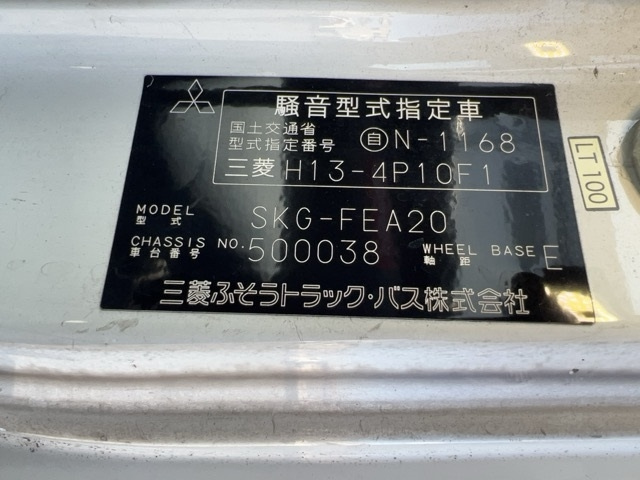 騒音型式指定車
国土交通省
型式指定番号 自N-1168
三菱 H13-4P10F1
MODEL
型式 SKG-FEA20
CHASSIS NO.
車台番号 500038 WHEEL BASE
軸距 E
三菱ふそうトラック・バス株式会社
LT100